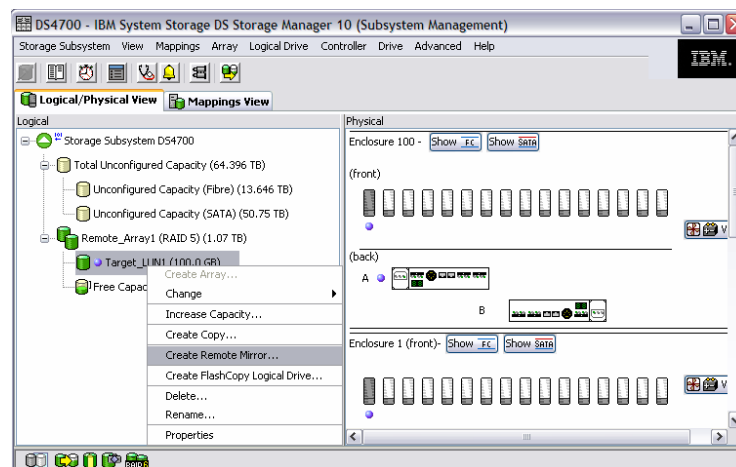 DS4700 - IBM System Storage DS Storage Manager 10 (Subsystem Management)
Storage Subsystem View Mappings Array Logical Drive Controller Drive Advanced Help
IBM.
Logical/Physical View Mappings View
Logical
Storage Subsystem DS4700
Total Unconfigured Capacity (64.396 TB)
Unconfigured Capacity (Fibre) (13.646 TB)
Unconfigured Capacity (SATA) (50.75 TB)
Remote_Array1 (RAID 5) (1.07 TB)
Target_LUN1 (100.0 GB)
Free Capac
Create Array...
Change
Increase Capacity...
Create Copy...
Create Remote Mirror...
Create FlashCopy Logical Drive...
Delete...
Rename...
Properties
Physical
Enclosure 100 - Show FC Show SATA
(front)
V
(back)
A
B
Enclosure 1 (front)- Show FC Show SATA
V
RAID